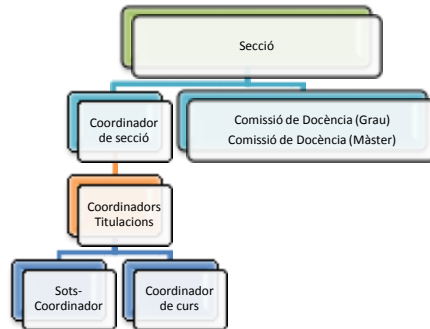 Secció
Coordinador
de secció
Comissió de Docència (Grau)
Comissió de Docència (Màster)
Coordinadors
Titulacions
Sots-
Coordinador
Coordinador
de curs